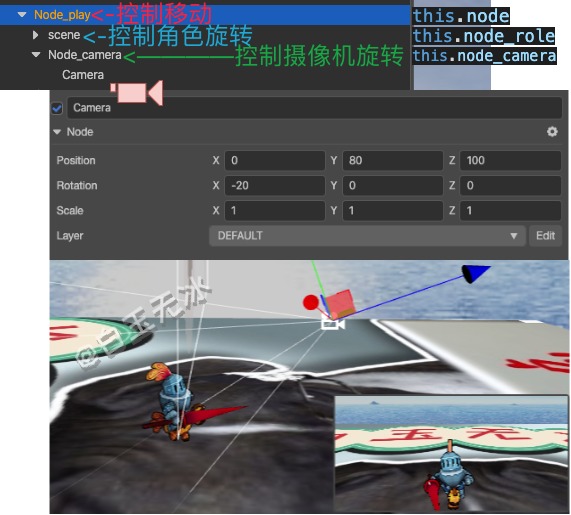 Node_play<-控制移动
this.node
scene<-控制角色旋转
this.node_role
Node_camera<————控制摄像机旋转
this.node_camera
Camera
Camera
Node
Position X 0 Y 80 Z 100
Rotation X -20 Y 0 Z 0
Scale X 1 Y 1 Z 1
Layer DEFAULT Edit
@白玉无冰
玉无